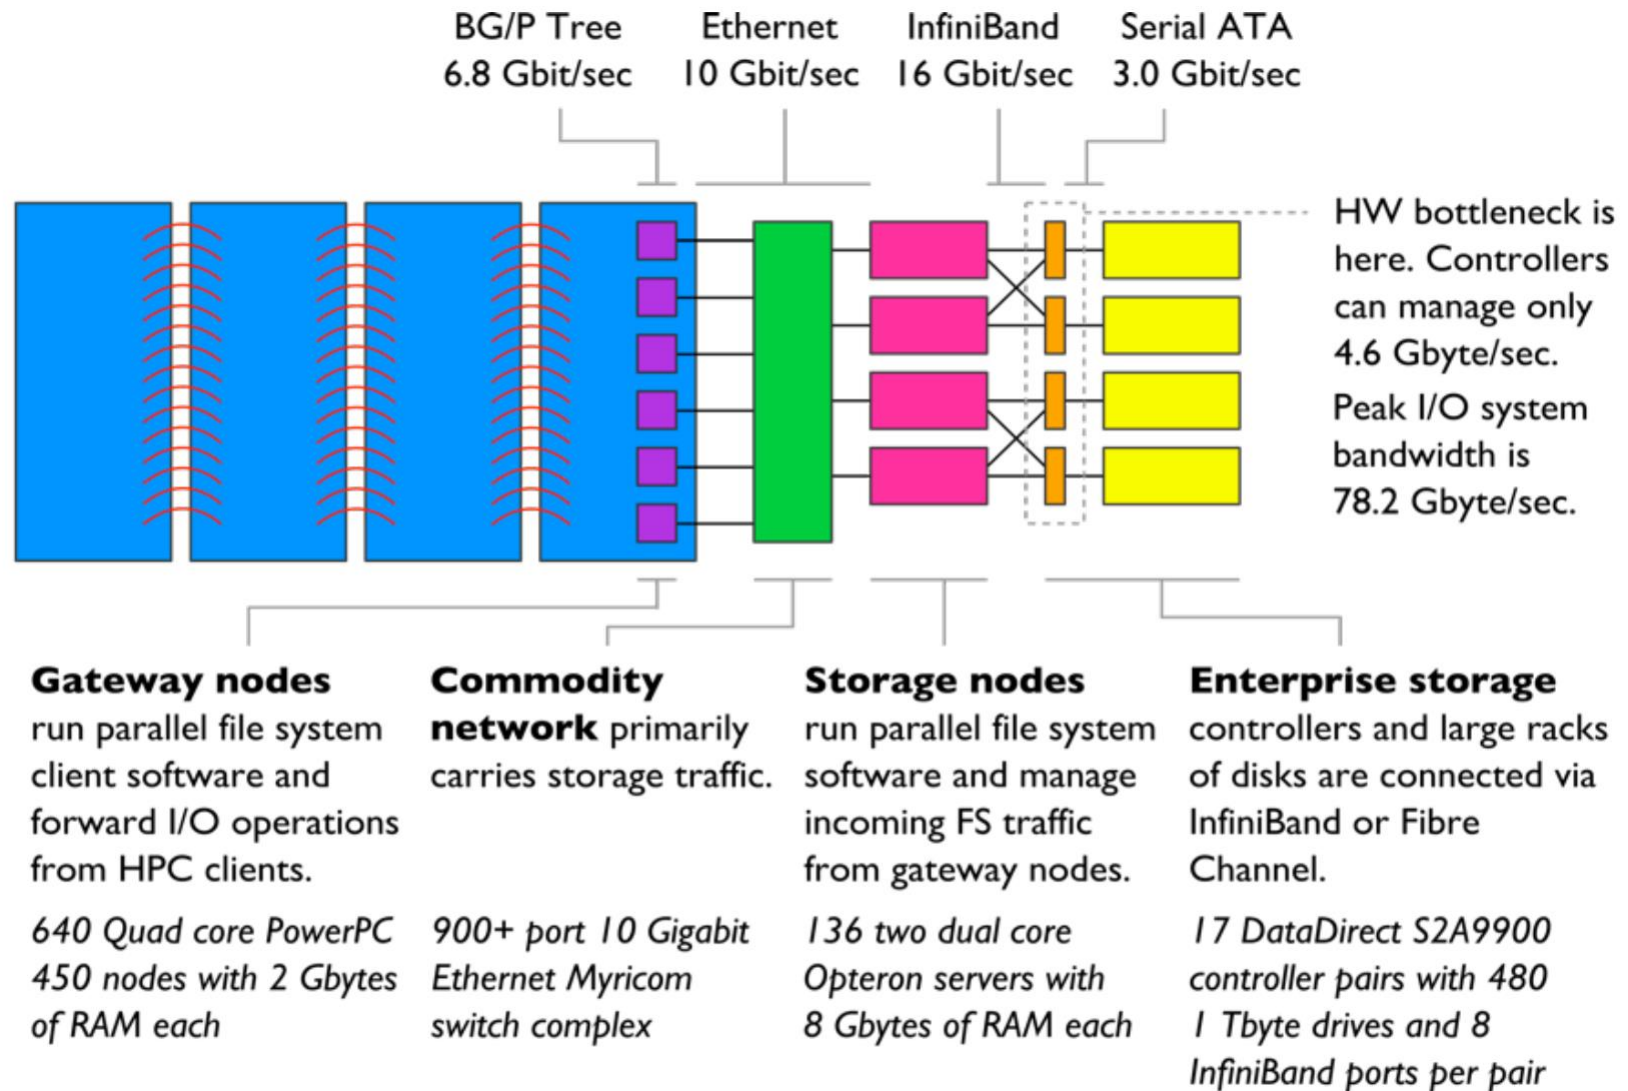 BG/P Tree
6.8 Gbit/sec
Ethernet
10 Gbit/sec
InfiniBand
16 Gbit/sec
Serial ATA
3.0 Gbit/sec
HW bottleneck is
here. Controllers
can manage only
4.6 Gbyte/sec.
Peak I/O system
bandwidth is
78.2 Gbyte/sec.
Gateway nodes
run parallel file system
client software and
forward I/O operations
from HPC clients.
640 Quad core PowerPC
450 nodes with 2 Gbytes
of RAM each
Commodity
network primarily
carries storage traffic.
900+ port 10 Gigabit
Ethernet Myricom
switch complex
Storage nodes
run parallel file system
software and manage
incoming FS traffic
from gateway nodes.
136 two dual core
Opteron servers with
8 Gbytes of RAM each
Enterprise storage
controllers and large racks
of disks are connected via
InfiniBand or Fibre
Channel.
17 DataDirect S2A9900
controller pairs with 480
1 Tbyte drives and 8
InfiniBand ports per pair